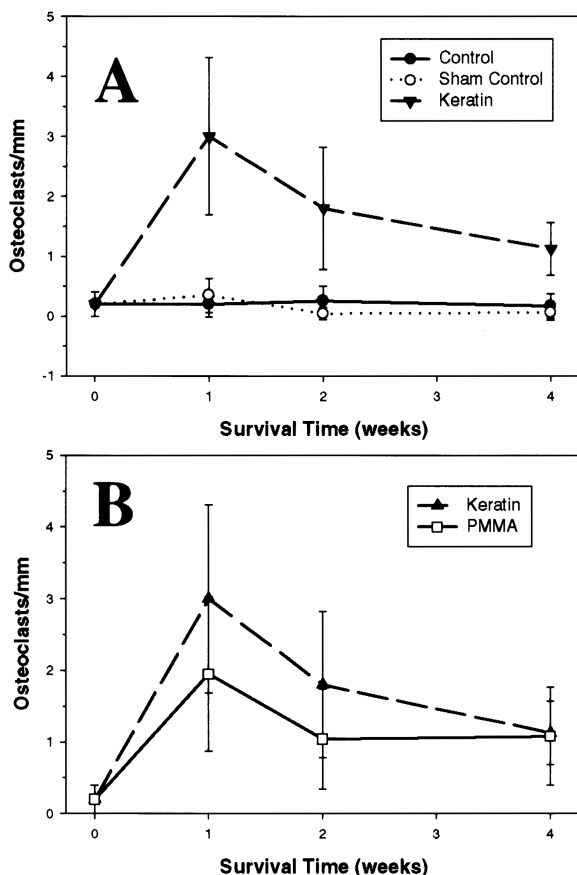 A
Control
Sham Control
Keratin
5
4
3
2
1
0
-1
Osteoclasts/mm
0 1 2 3 4
Survival Time (weeks)
B
Keratin
PMMA
5
4
3
2
1
0
Osteoclasts/mm
0 1 2 3 4
Survival Time (weeks)